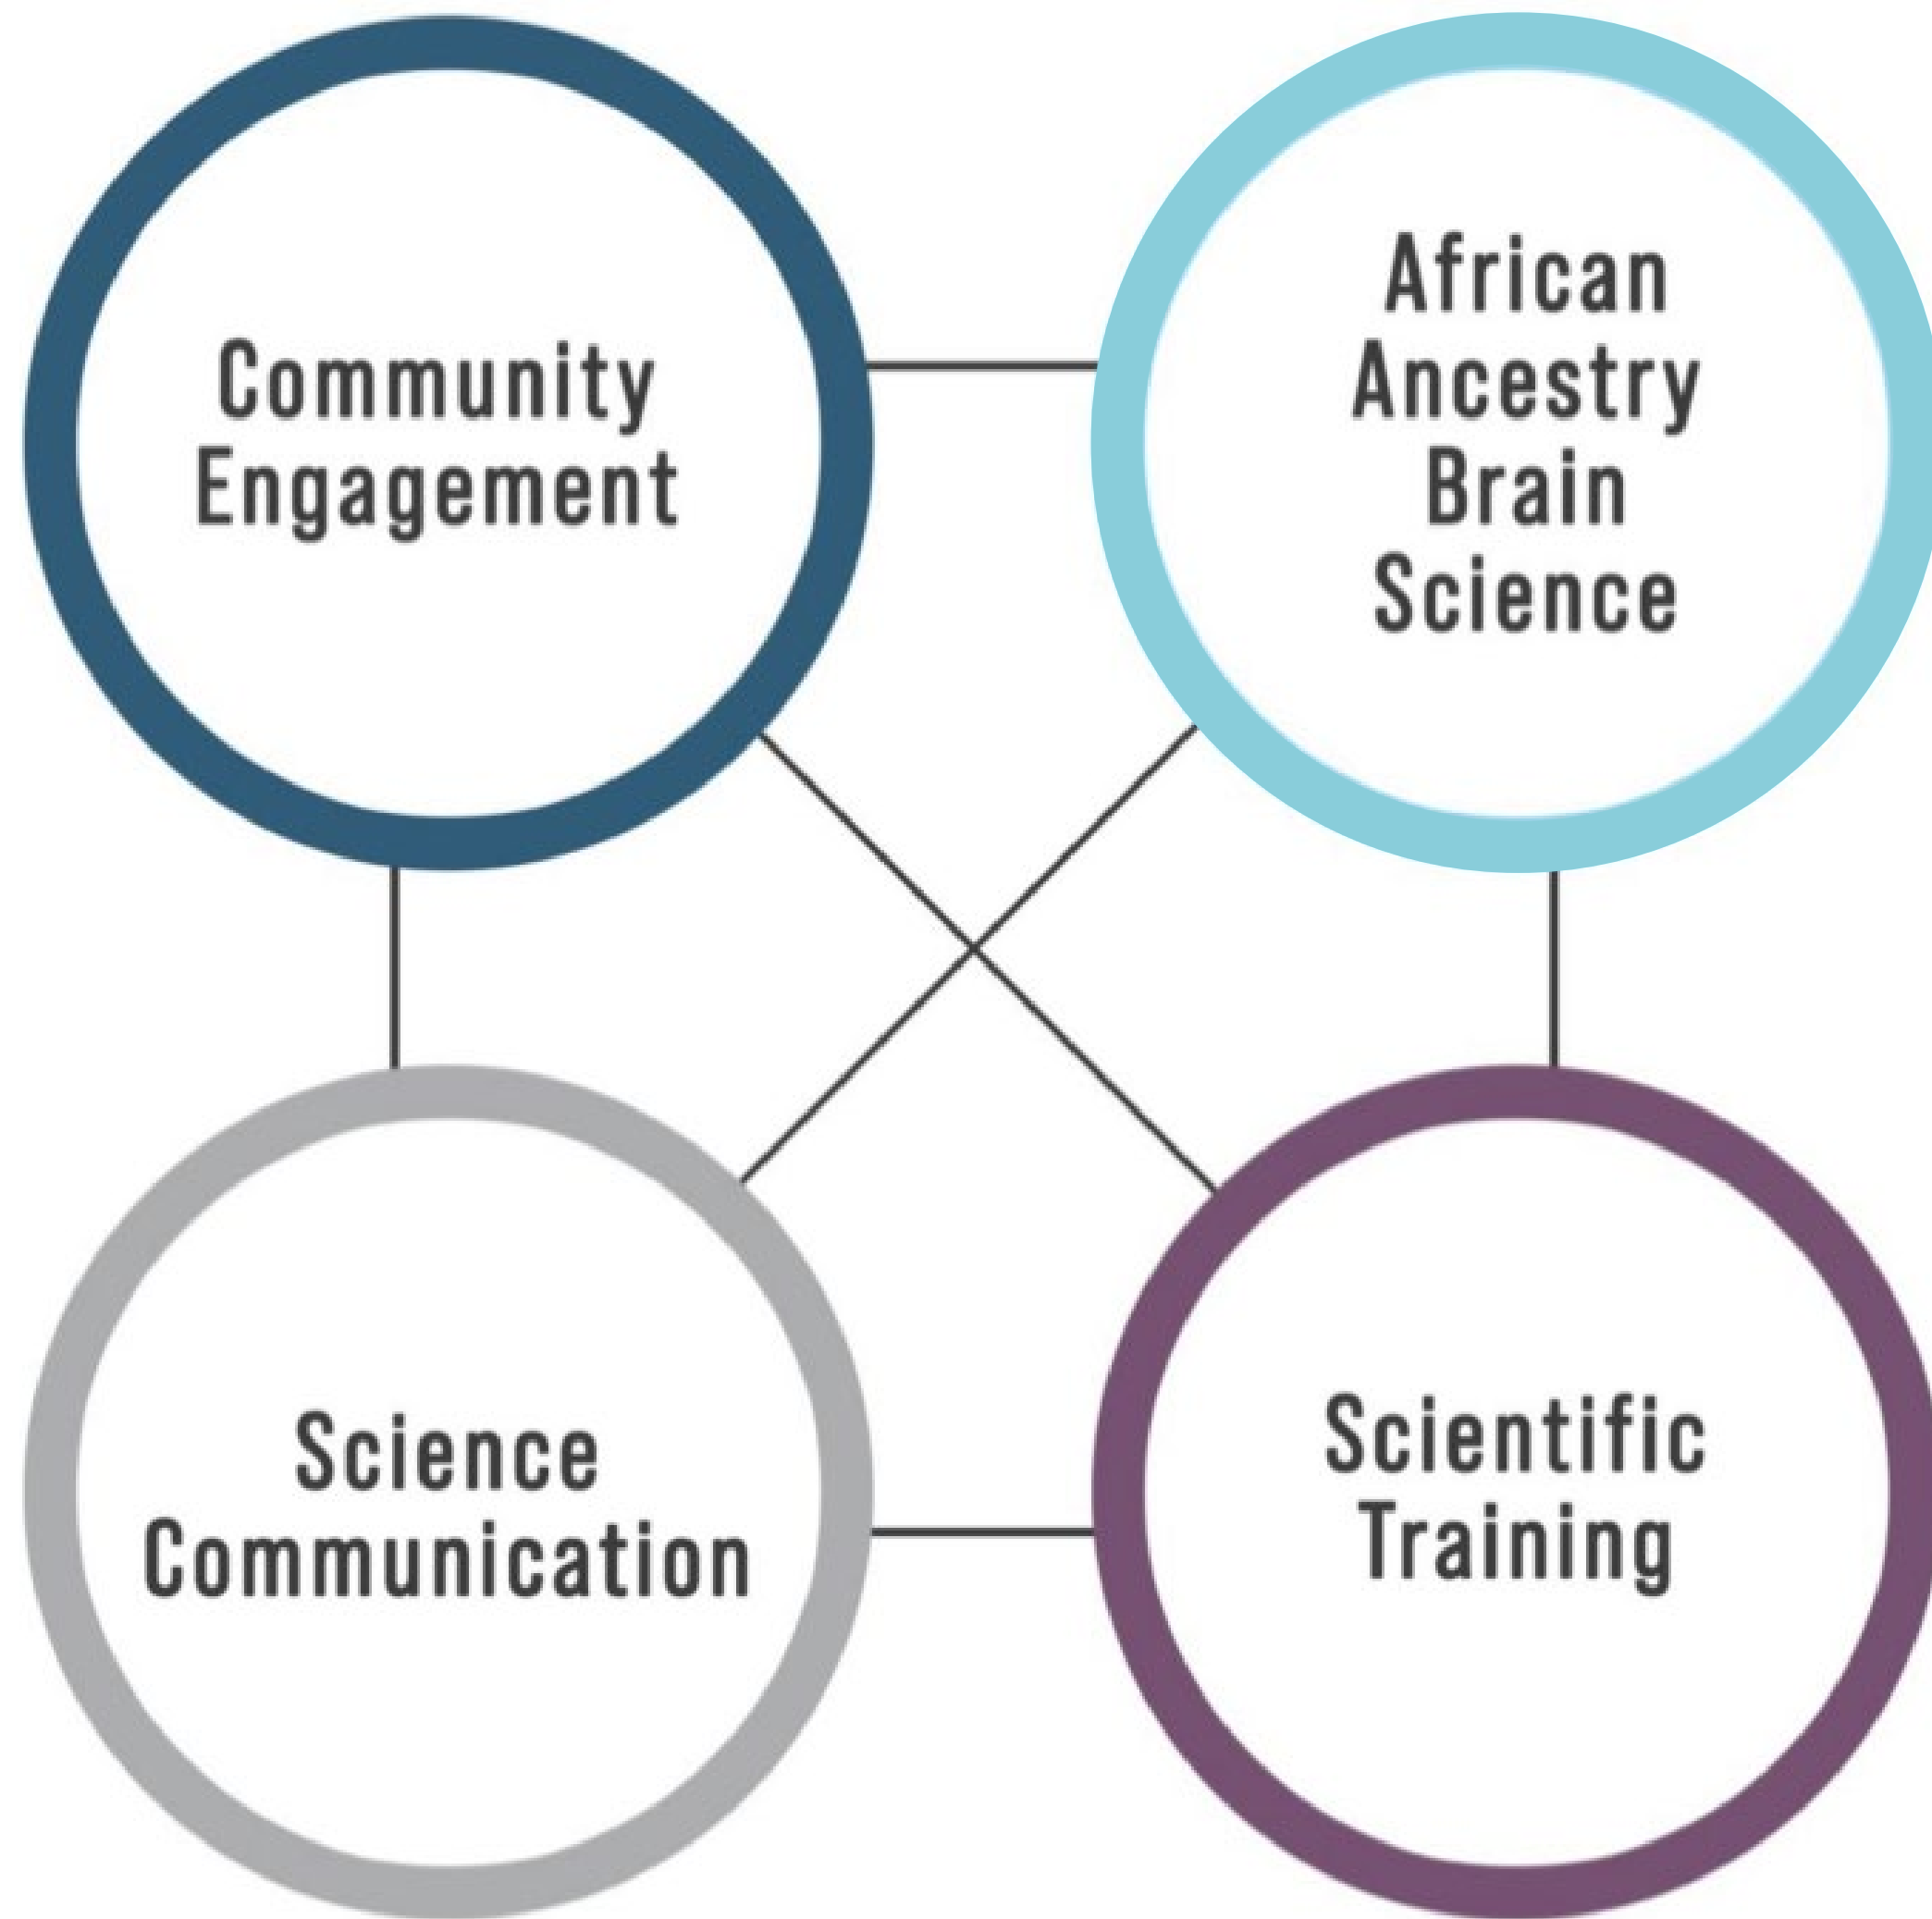 Community
Engagement
African
Ancestry
Brain
Science
Science
Communication
Scientific
Training